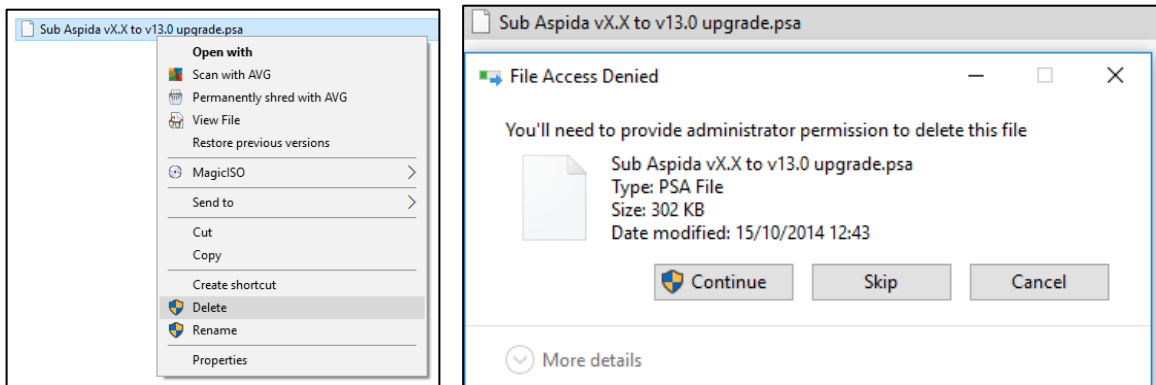 Sub Aspida vX.X to v13.0 upgrade.psa
Open with
Scan with AVG
Permanently shred with AVG
View File
Restore previous versions
MagicISO
Send to
Cut
Copy
Create shortcut
Delete
Rename
Properties
Sub Aspida vX.X to v13.0 upgrade.psa
File Access Denied
You'll need to provide administrator permission to delete this file
Sub Aspida vX.X to v13.0 upgrade.psa
Type: PSA File
Size: 302 KB
Date modified: 15/10/2014 12:43
Continue Skip Cancel
More details